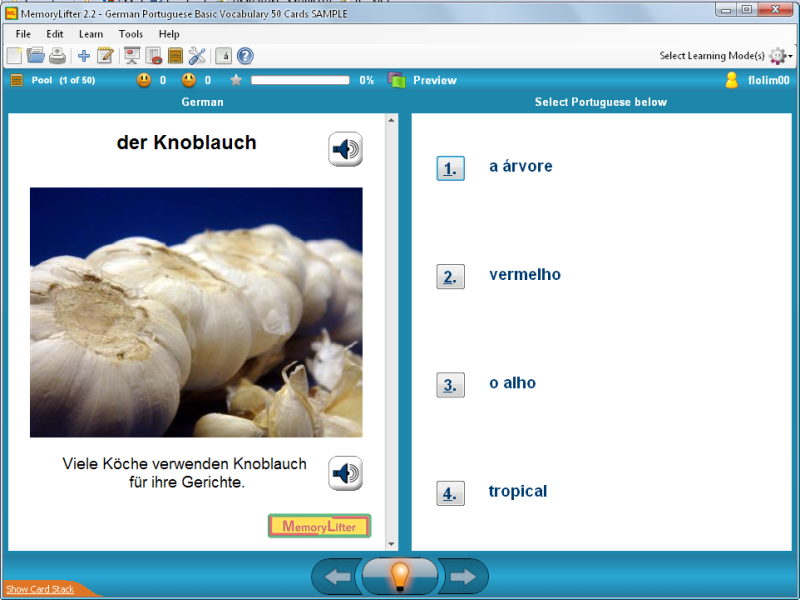 MemoryLifter 2.2 - German Portuguese Basic Vocabulary 50 Cards SAMPLE
File Edit Learn Tools Help
Select Learning Mode(s)
Pool (1 of 50) 0 0 0% Preview flolim00
German
Select Portuguese below
der Knoblauch
Viele Köche verwenden Knoblauch
für ihre Gerichte.
MemoryLifter
1. a árvore
2. vermelho
3. o alho
4. tropical
Show Card Stack